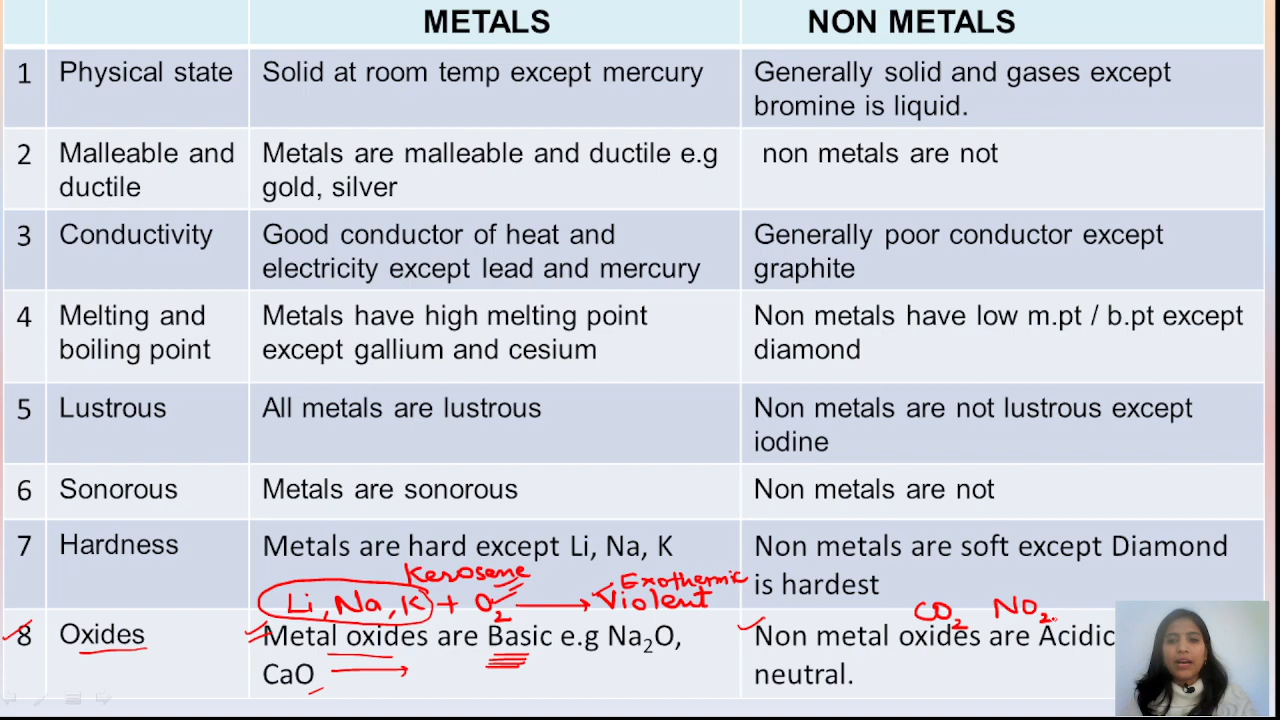 METALS NON METALS
1 Physical state Solid at room temp except mercury Generally solid and gases except
bromine is liquid.
2 Malleable and Metals are malleable and ductile e.g non metals are not
ductile gold, silver
3 Conductivity Good conductor of heat and Generally poor conductor except
electricity except lead and mercury graphite
4 Melting and Metals have high melting point Non metals have low m.pt / b.pt except
boiling point except gallium and cesium diamond
5 Lustrous All metals are lustrous Non metals are not lustrous except
iodine
6 Sonorous Metals are sonorous Non metals are not
7 Hardness Metals are hard except Li, Na, K Non metals are soft except Diamond
is hardest
Kerosene Exothermic
Li, Na, K + O₂ → Violent CO₂ NO₂
8 Oxides Metal oxides are Basic e.g Na₂O, Non metal oxides are Acidic
CaO neutral.